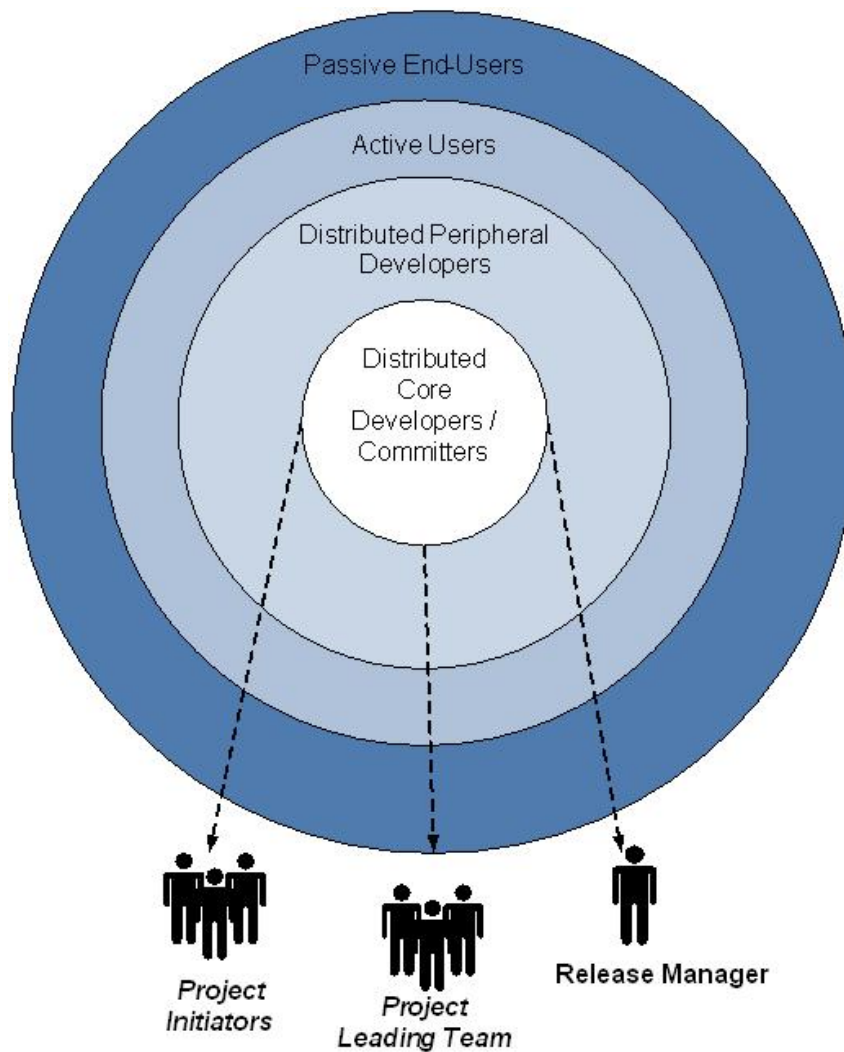 Passive End-Users
Active Users
Distributed Peripheral
Developers
Distributed
Core
Developers /
Committers
Project
Initiators
Project
Leading Team
Release Manager